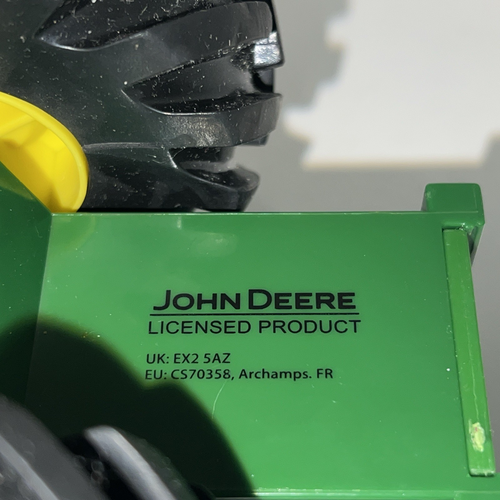 JOHN DEERE
LICENSED PRODUCT
UK: EX2 5AZ
EU: CS70358, Archamps. FR